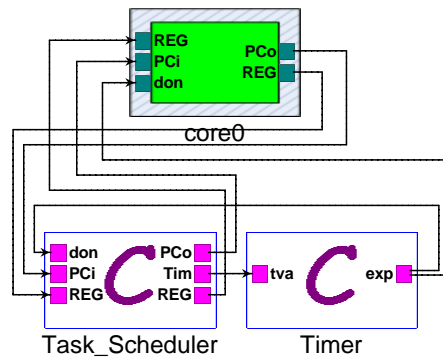 REG
PCi
don
PCo
REG
core0
don
PCi
REG
C
PCo
Tim
REG
tva
C
exp
Task_Scheduler
Timer